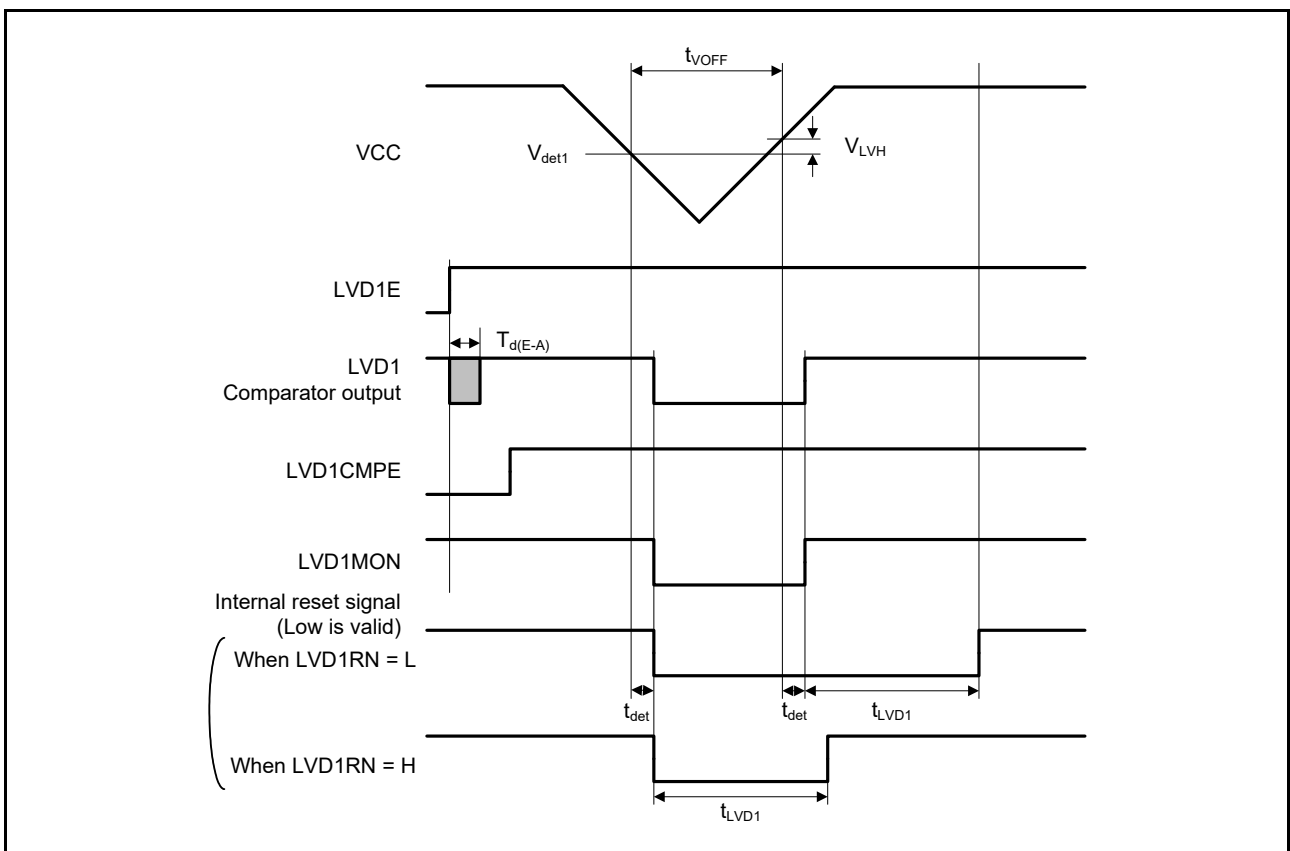 tVOFF
VCC
Vdet1
VLVH
LVD1E
Td(E-A)
LVD1
Comparator output
LVD1CMPE
LVD1MON
Internal reset signal
(Low is valid)
When LVD1RN = L
tdet
tdet
tLVD1
When LVD1RN = H
tLVD1